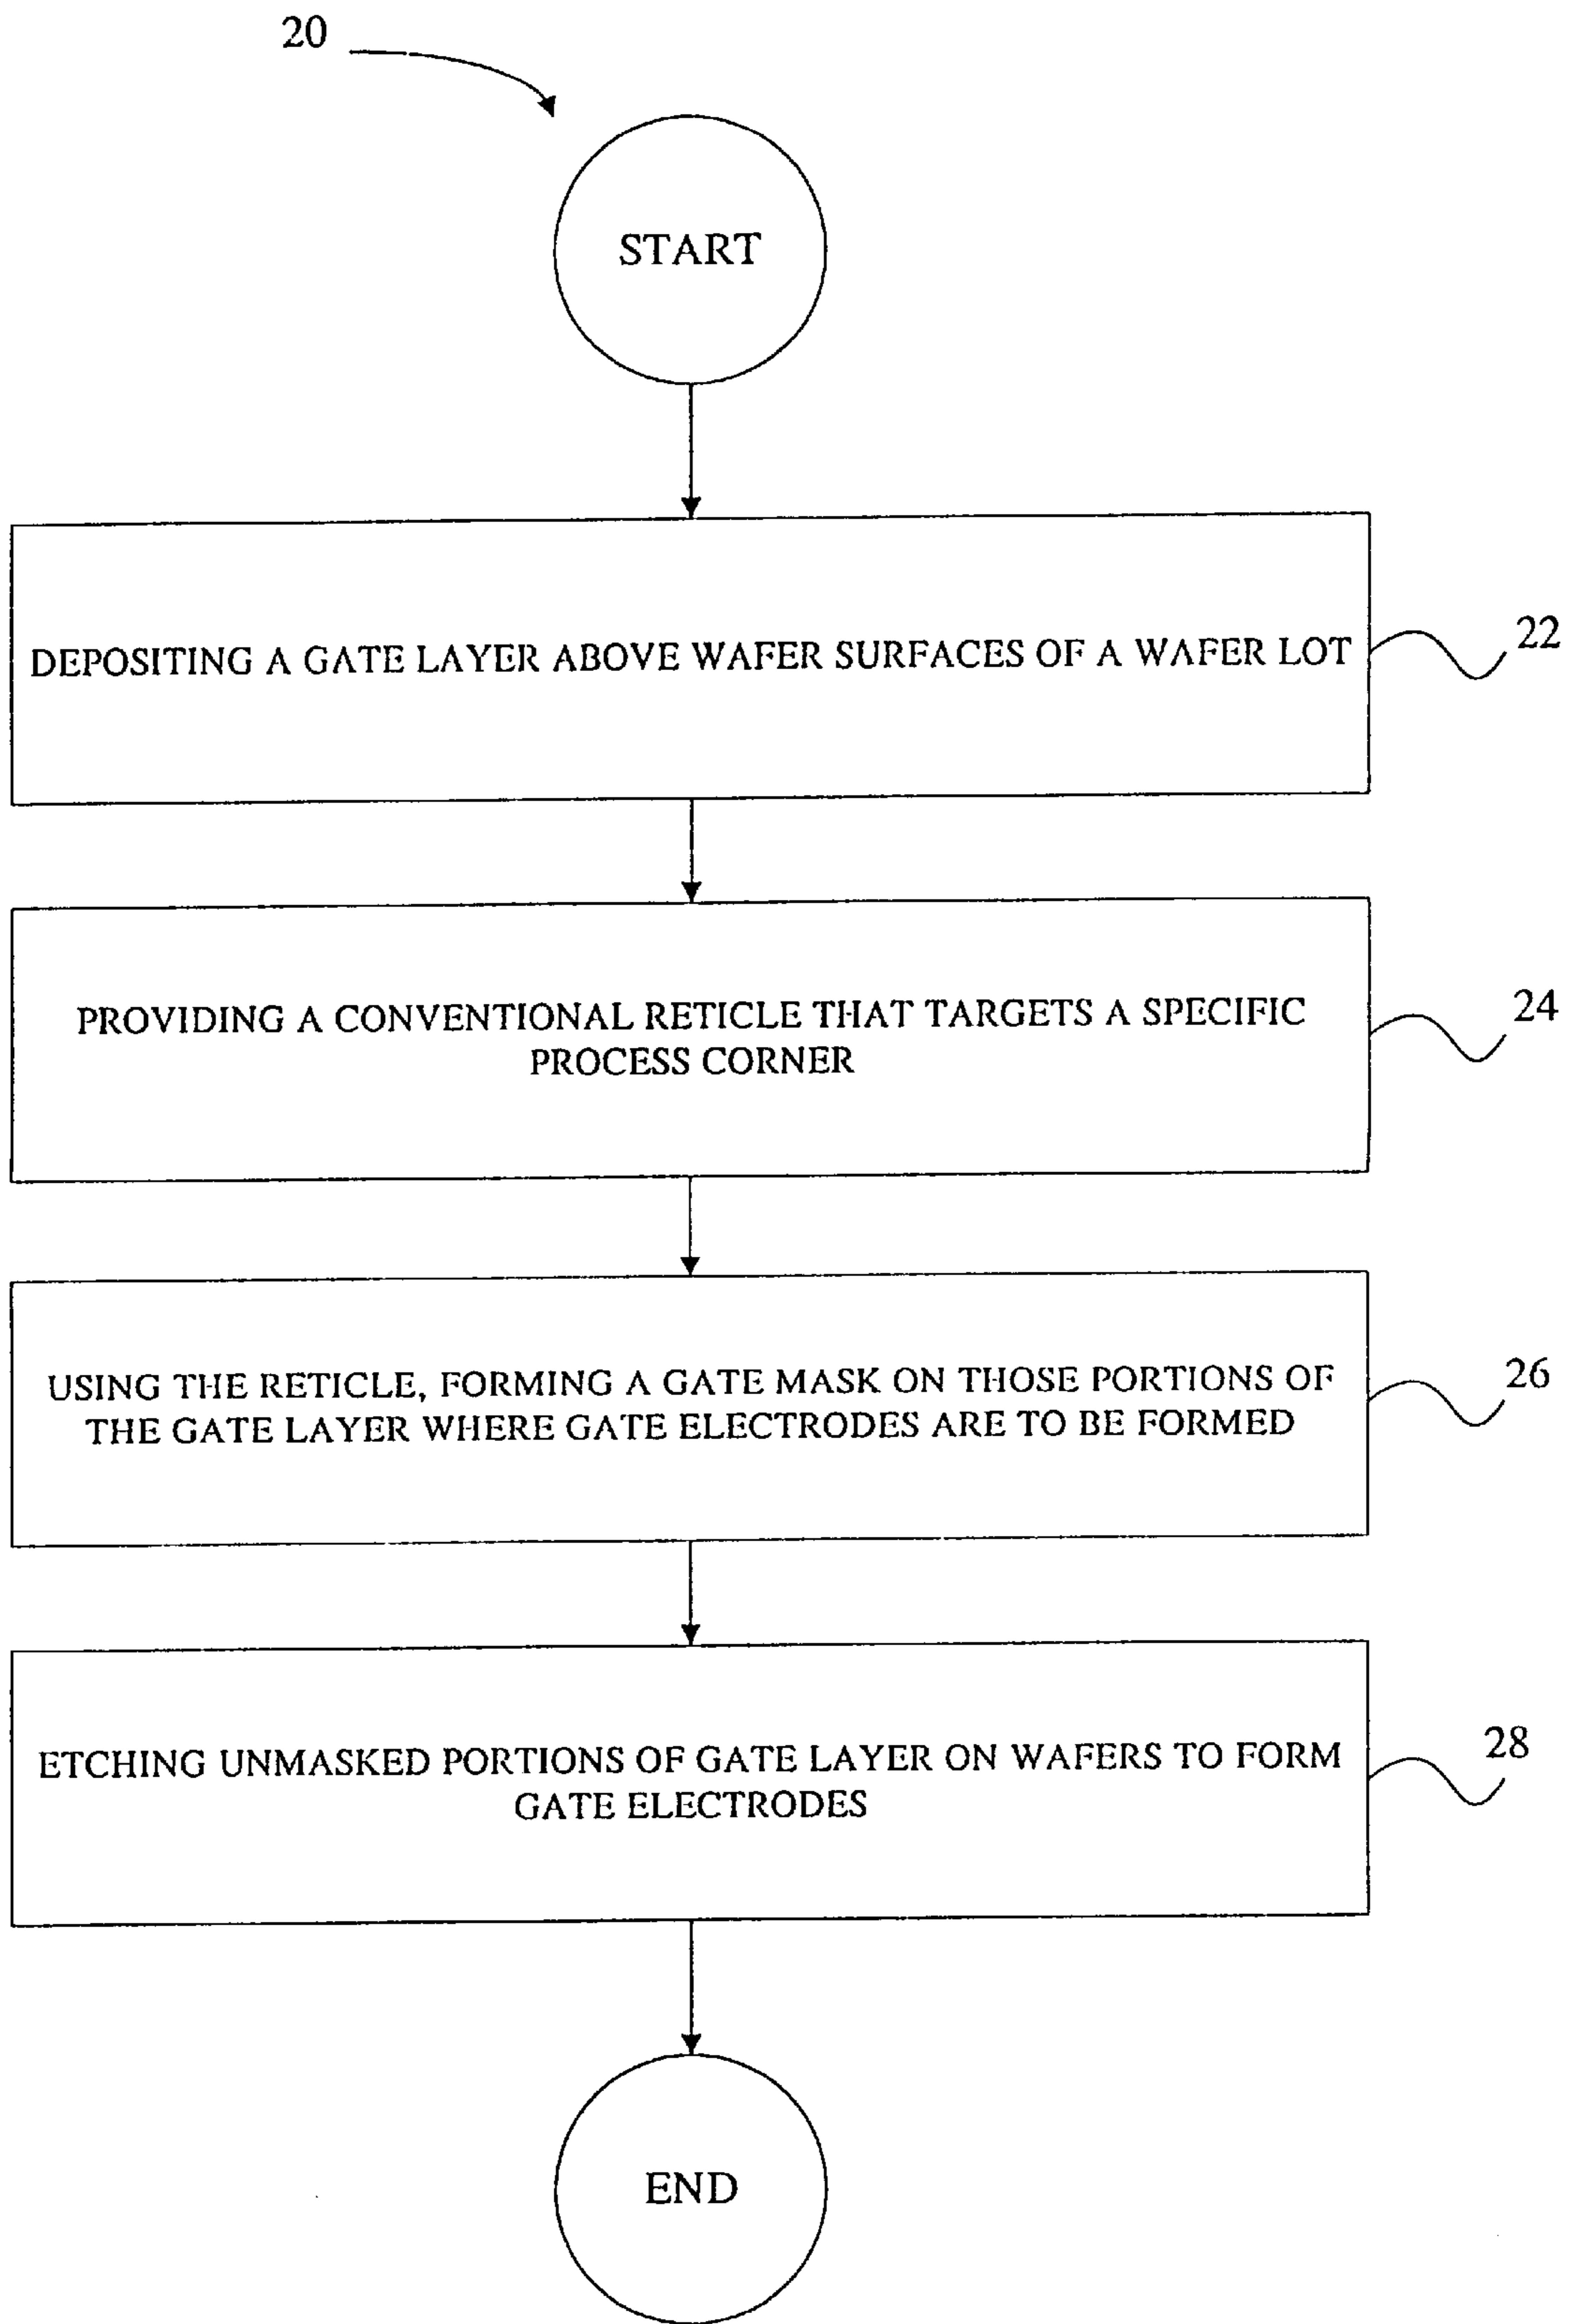 20
START
DEPOSITING A GATE LAYER ABOVE WAFER SURFACES OF A WAFER LOT
22
PROVIDING A CONVENTIONAL RETICLE THAT TARGETS A SPECIFIC
PROCESS CORNER
24
USING THE RETICLE, FORMING A GATE MASK ON THOSE PORTIONS OF
THE GATE LAYER WHERE GATE ELECTRODES ARE TO BE FORMED
26
ETCHING UNMASKED PORTIONS OF GATE LAYER ON WAFERS TO FORM
GATE ELECTRODES
28
END